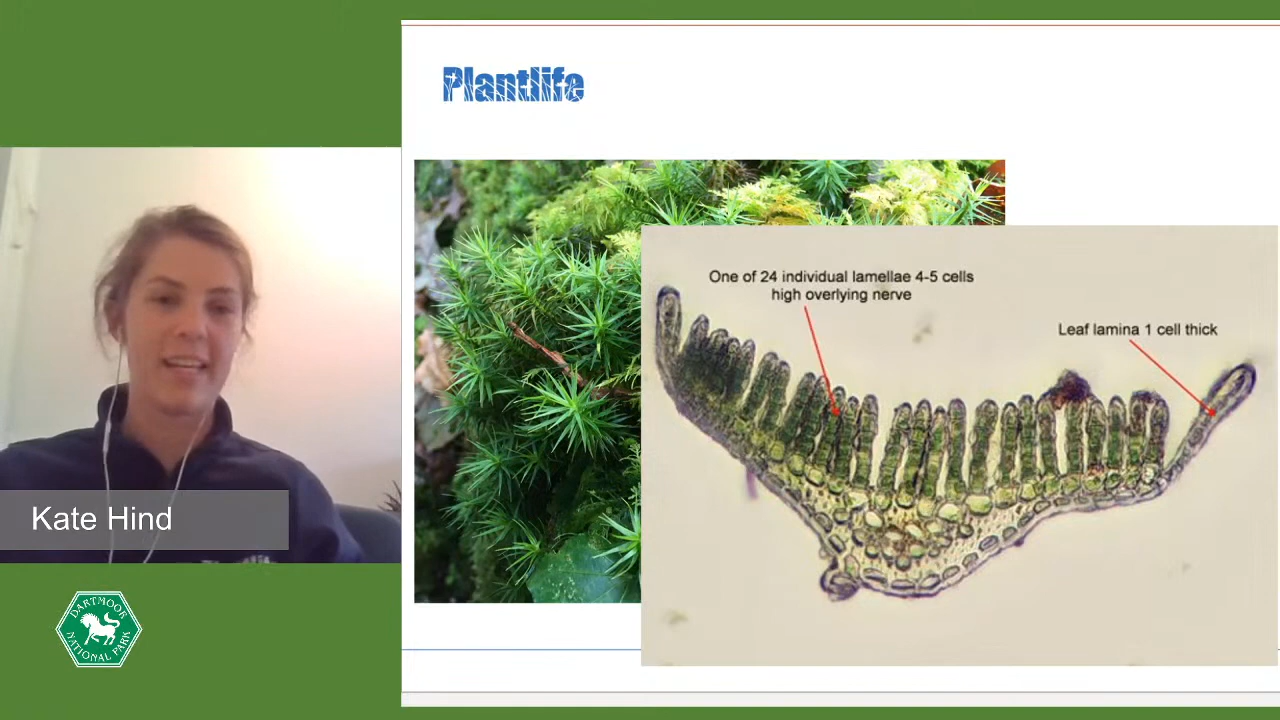 Plantlife
One of 24 individual lamellae 4-5 cells
high overlying nerve
Leaf lamina 1 cell thick
Kate Hind
DARTMOOR
NATIONAL PARK